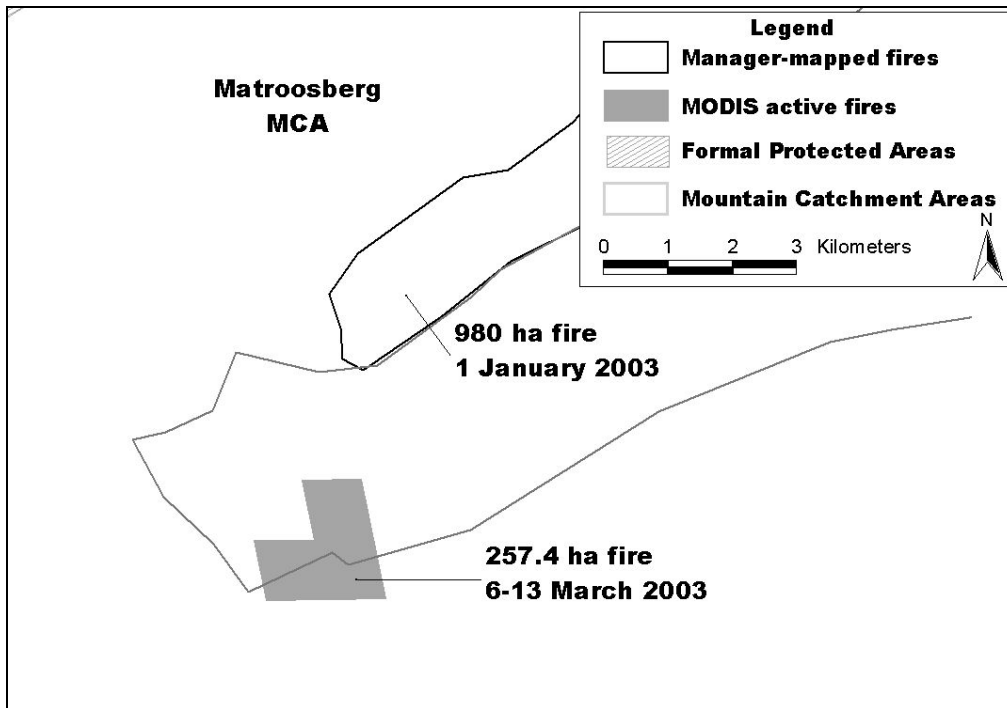 Legend
Manager-mapped fires
MODIS active fires
Formal Protected Areas
Mountain Catchment Areas
N
0 1 2 3 Kilometers
Matroosberg
MCA
980 ha fire
1 January 2003
257.4 ha fire
6-13 March 2003